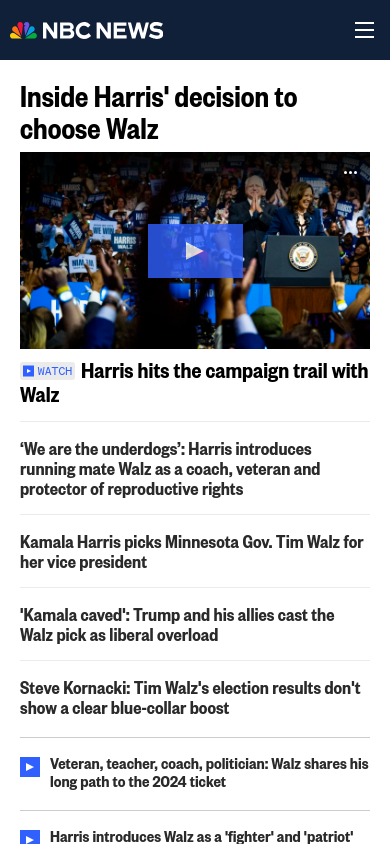 NBC NEWS
Inside Harris' decision to
choose Walz
HARRIS
WALZ
WATCH Harris hits the campaign trail with
Walz
‘We are the underdogs’: Harris introduces
running mate Walz as a coach, veteran and
protector of reproductive rights
Kamala Harris picks Minnesota Gov. Tim Walz for
her vice president
'Kamala caved': Trump and his allies cast the
Walz pick as liberal overload
Steve Kornacki: Tim Walz's election results don't
show a clear blue-collar boost
Veteran, teacher, coach, politician: Walz shares his
long path to the 2024 ticket
Harris introduces Walz as a 'fighter' and 'patriot'